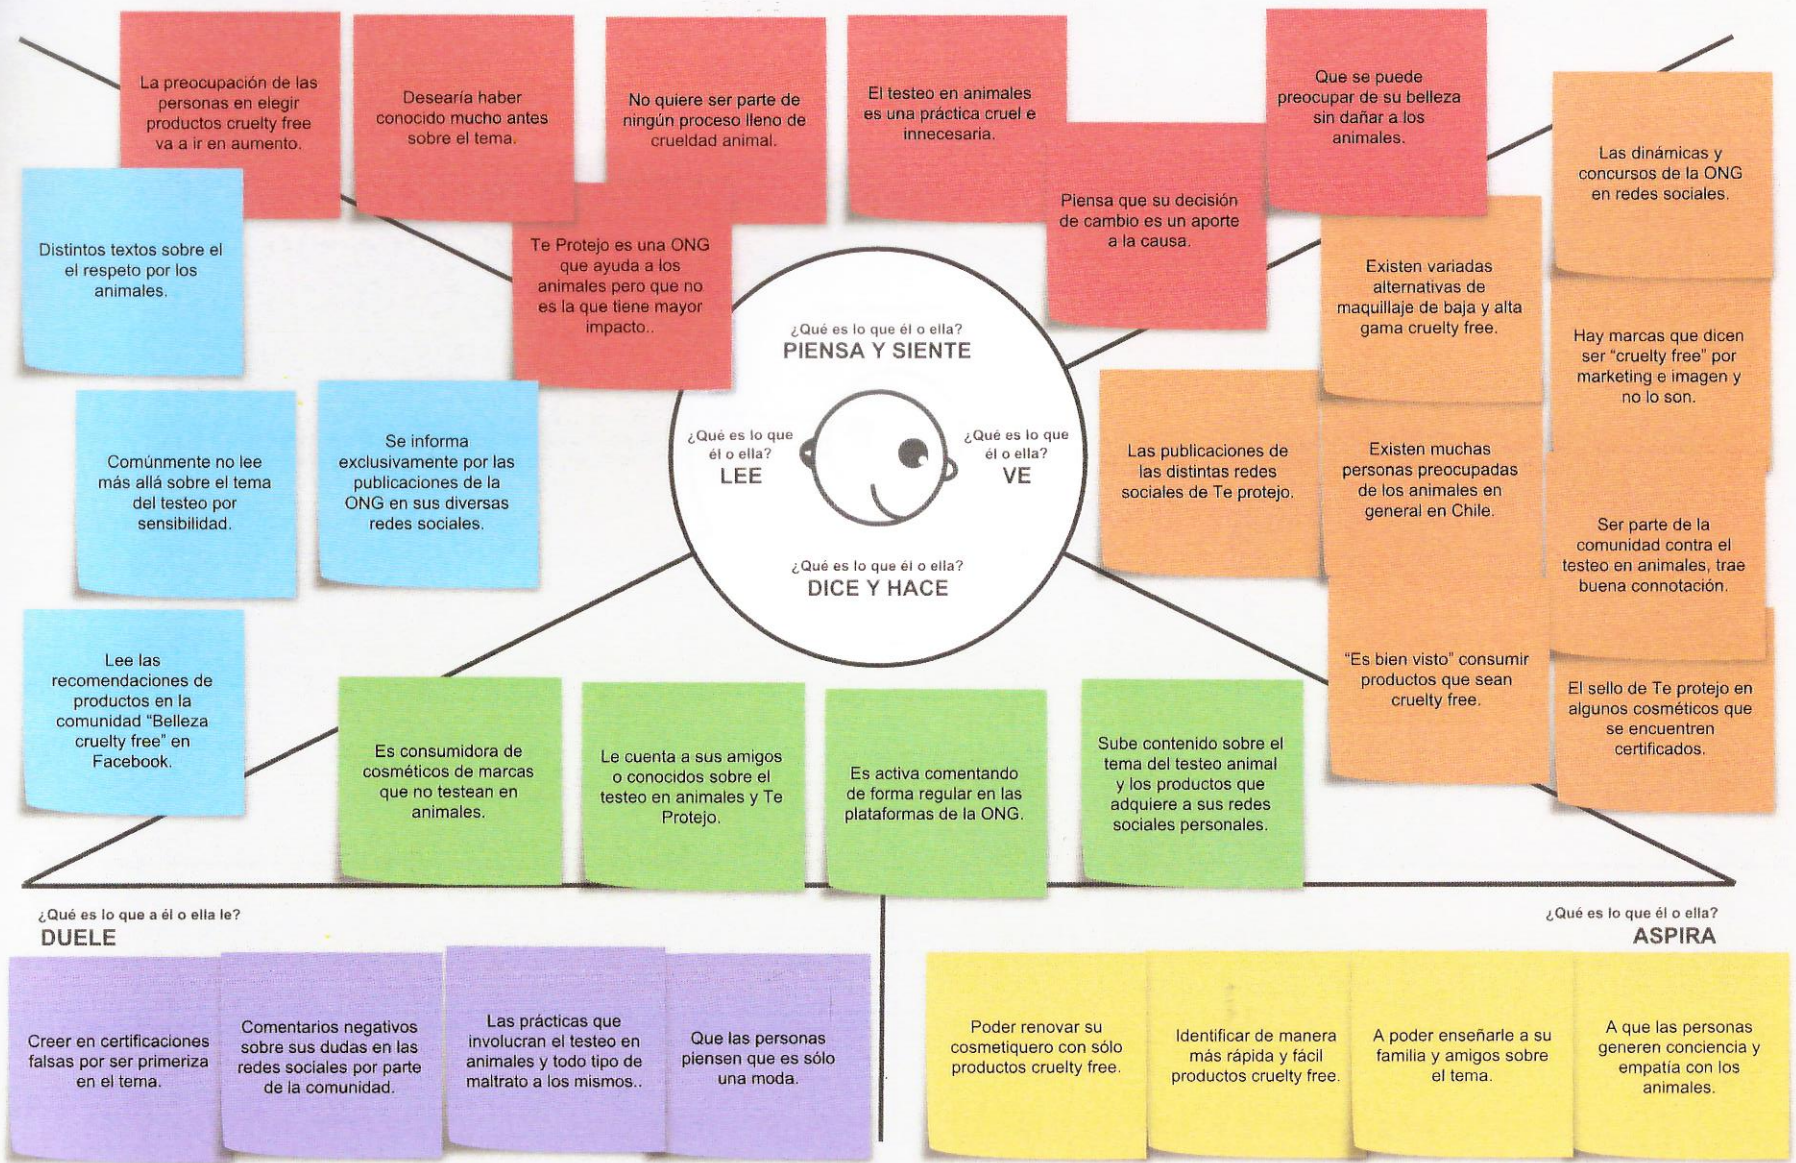 La preocupación de las
personas en elegir
productos cruelty free
va a ir en aumento.
Desearía haber
conocido mucho antes
sobre el tema.
No quiere ser parte de
ningún proceso lleno de
crueldad animal.
El testeo en animales
es una práctica cruel e
innecesaria.
Que se puede
preocupar de su belleza
sin dañar a los
animales.
Te Protejo es una ONG
que ayuda a los
animales pero que no
es la que tiene mayor
impacto..
Piensa que su decisión
de cambio es un aporte
a la causa.
Distintos textos sobre el
el respeto por los
animales.
Comúnmente no lee
más allá sobre el tema
del testeo por
sensibilidad.
Se informa
exclusivamente por las
publicaciones de la
ONG en sus diversas
redes sociales.
Lee las
recomendaciones de
productos en la
comunidad “Belleza
cruelty free” en
Facebook.
¿Qué es lo que él o ella?
PIENSA Y SIENTE
¿Qué es lo que
él o ella?
LEE
¿Qué es lo que
él o ella?
VE
¿Qué es lo que él o ella?
DICE Y HACE
Las dinámicas y
concursos de la ONG
en redes sociales.
Existen variadas
alternativas de
maquillaje de baja y alta
gama cruelty free.
Hay marcas que dicen
ser “cruelty free” por
marketing e imagen y
no lo son.
Las publicaciones de
las distintas redes
sociales de Te protejo.
Existen muchas
personas preocupadas
de los animales en
general en Chile.
Ser parte de la
comunidad contra el
testeo en animales, trae
buena connotación.
“Es bien visto” consumir
productos que sean
cruelty free.
El sello de Te protejo en
algunos cosméticos que
se encuentren
certificados.
Es consumidora de
cosméticos de marcas
que no testean en
animales.
Le cuenta a sus amigos
o conocidos sobre el
testeo en animales y Te
Protejo.
Es activa comentando
de forma regular en las
plataformas de la ONG.
Sube contenido sobre el
tema del testeo animal
y los productos que
adquiere a sus redes
sociales personales.
¿Qué es lo que a él o ella le?
DUELE
Creer en certificaciones
falsas por ser primeriza
en el tema.
Comentarios negativos
sobre sus dudas en las
redes sociales por parte
de la comunidad.
Las prácticas que
involucran el testeo en
animales y todo tipo de
maltrato a los mismos..
Que las personas
piensen que es sólo
una moda.
¿Qué es lo que él o ella?
ASPIRA
Poder renovar su
cosmetiquero con sólo
productos cruelty free.
Identificar de manera
más rápida y fácil
productos cruelty free.
A poder enseñarle a su
familia y amigos sobre
el tema.
A que las personas
generen conciencia y
empatía con los
animales.